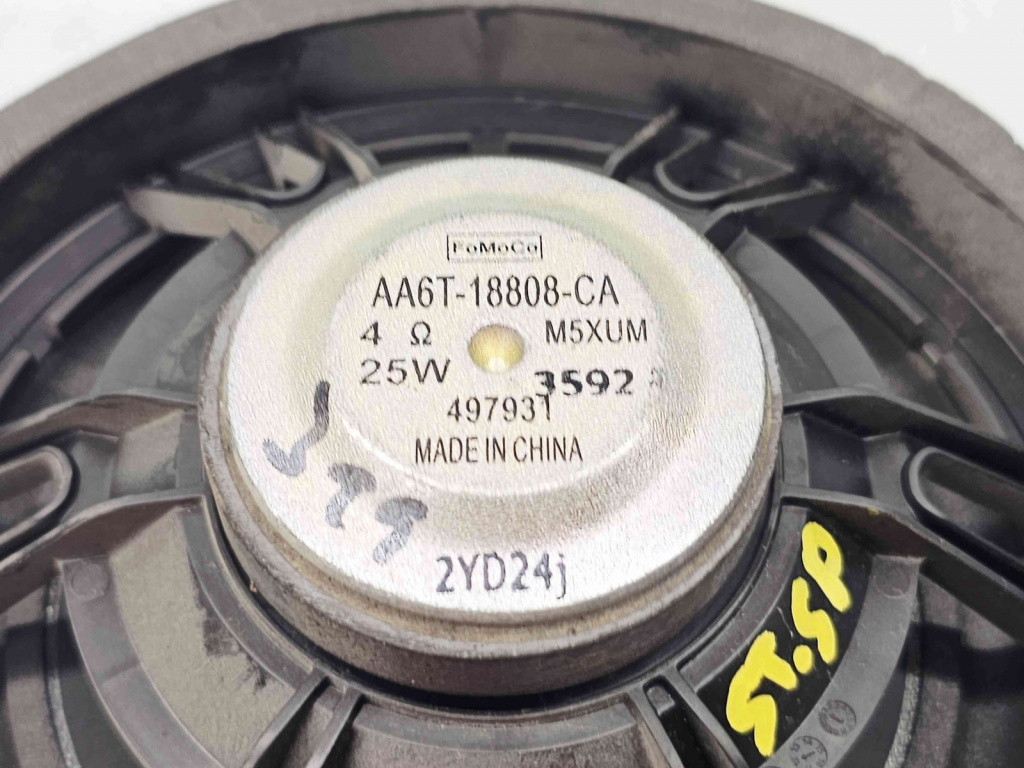 FoMoCo
AA6T-18808-CA
4 Ω M5XUM
25W 3592
497931
MADE IN CHINA
2YD24j
ST.SP